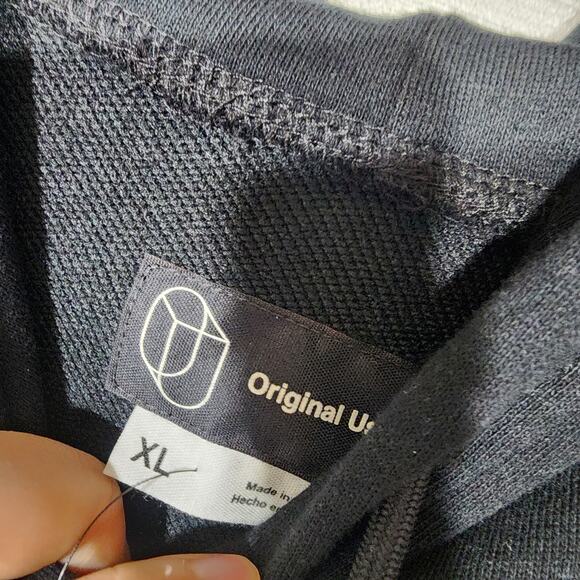 Original Us
XL
Made in
Hecho e